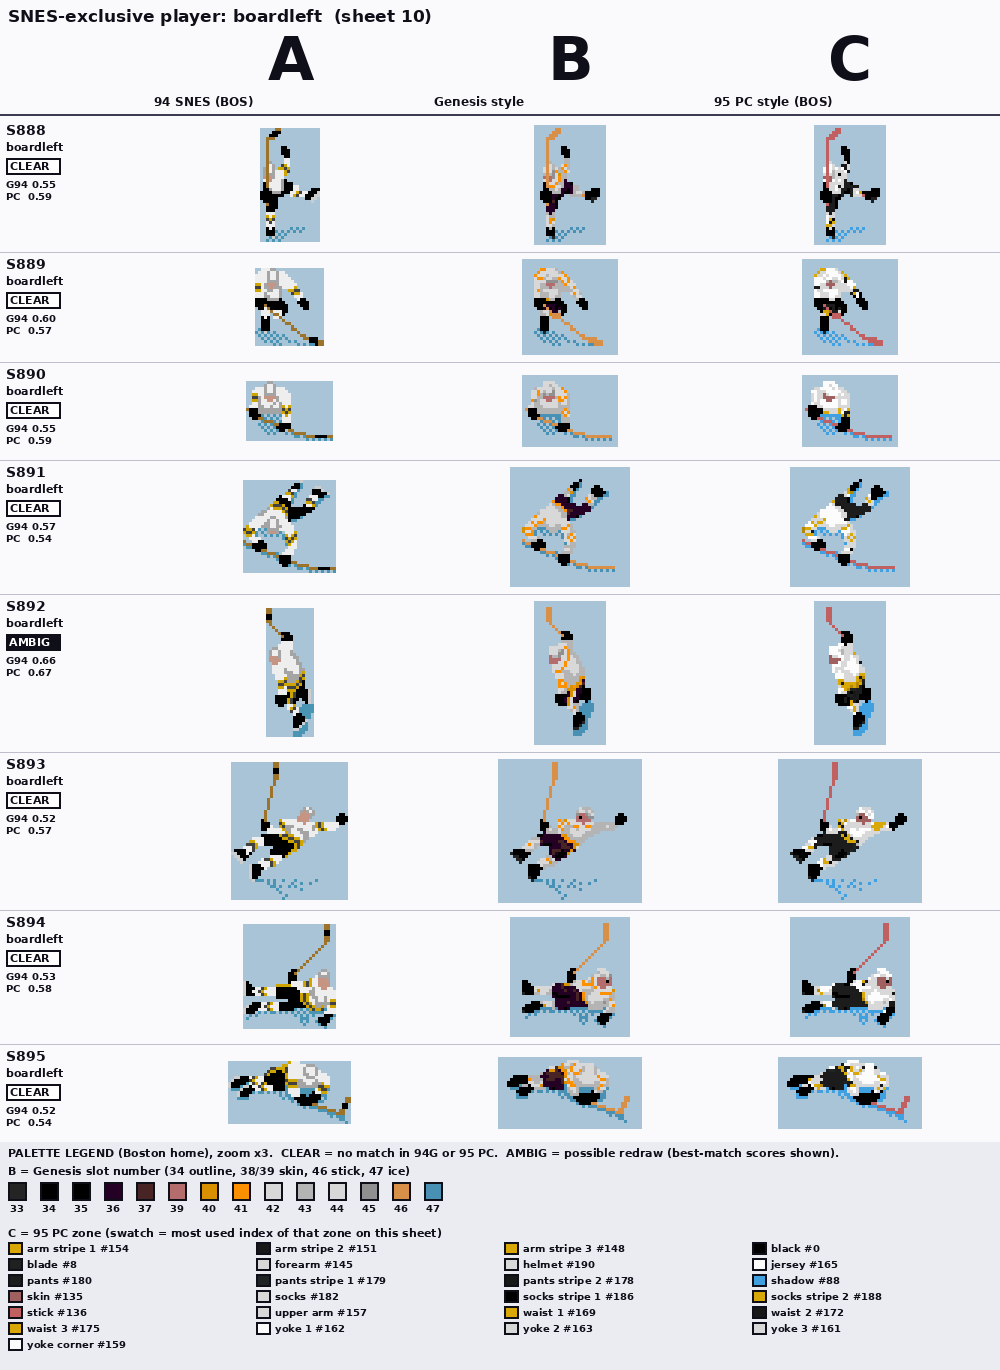 SNES-exclusive player: boardleft  (sheet 10)
A B C
94 SNES (BOS) Genesis style 95 PC style (BOS)
S888
boardleft
CLEAR
G94 0.55
PC 0.59
S889
boardleft
CLEAR
G94 0.60
PC 0.57
S890
boardleft
CLEAR
G94 0.55
PC 0.59
S891
boardleft
CLEAR
G94 0.57
PC 0.54
S892
boardleft
AMBIG
G94 0.66
PC 0.67
S893
boardleft
CLEAR
G94 0.52
PC 0.57
S894
boardleft
CLEAR
G94 0.53
PC 0.58
S895
boardleft
CLEAR
G94 0.52
PC 0.54
PALETTE LEGEND (Boston home), zoom x3.  CLEAR = no match in 94G or 95 PC.  AMBIG = possible redraw (best-match scores shown).
B = Genesis slot number (34 outline, 38/39 skin, 46 stick, 47 ice)
33 34 35 36 37 39 40 41 42 43 44 45 46 47
C = 95 PC zone (swatch = most used index of that zone on this sheet)
arm stripe 1 #154 arm stripe 2 #151 arm stripe 3 #148 black #0
blade #8 forearm #145 helmet #190 jersey #165
pants #180 pants stripe 1 #179 pants stripe 2 #178 shadow #88
skin #135 socks #182 socks stripe 1 #186 socks stripe 2 #188
stick #136 upper arm #157 waist 1 #169 waist 2 #172
waist 3 #175 yoke 1 #162 yoke 2 #163 yoke 3 #161
yoke corner #159